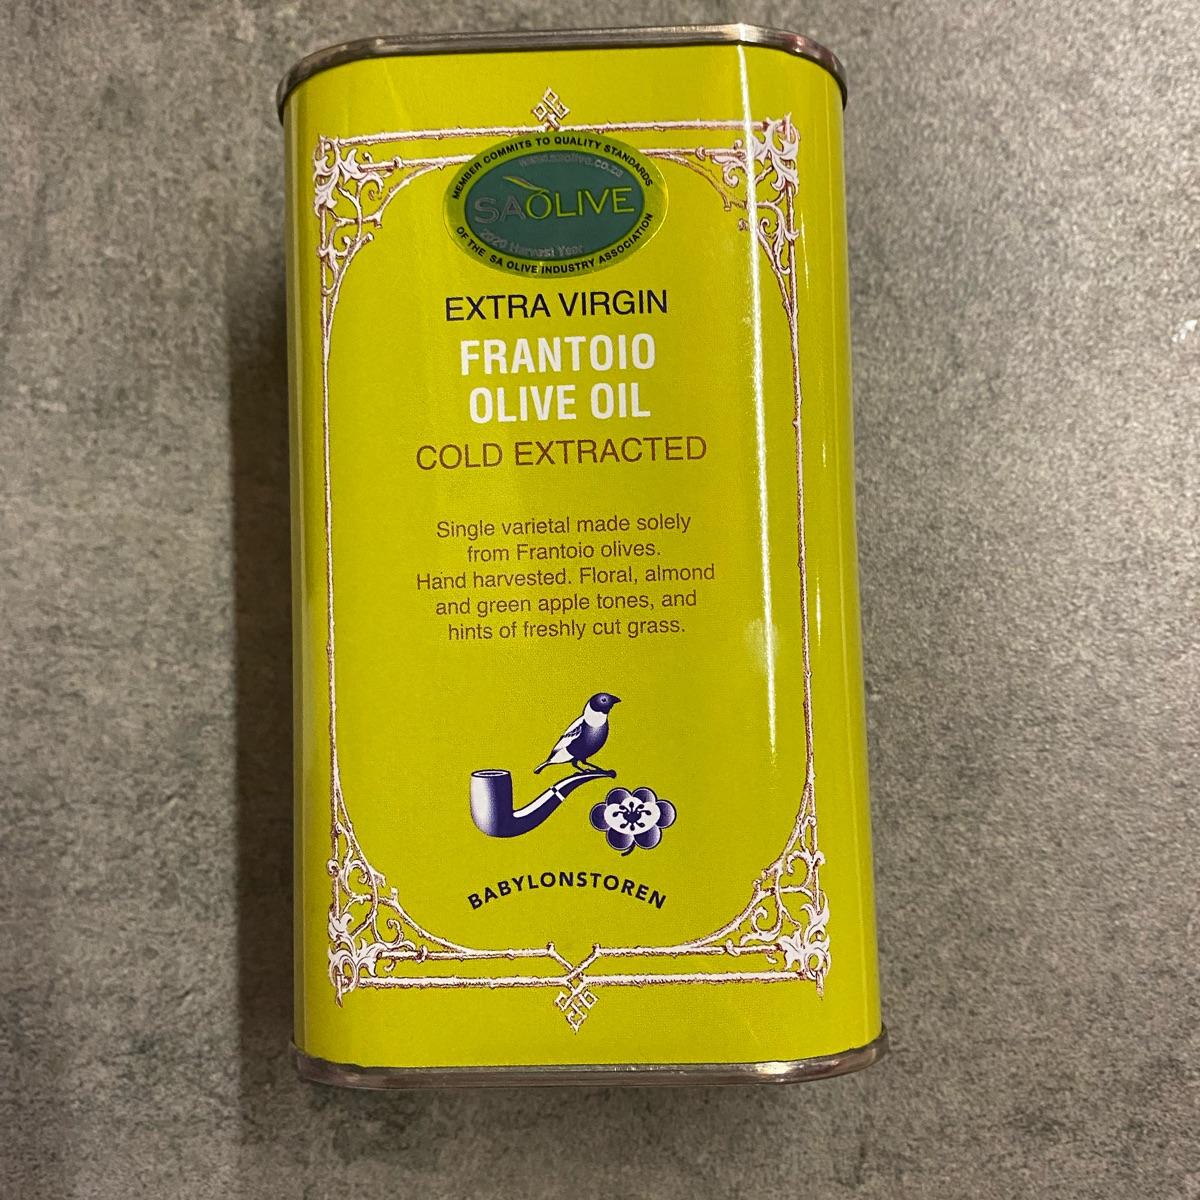 MEMBER COMMITS TO QUALITY STANDARDS
www.saolive.co.za
SAOLIVE
2020 Harvest Year
OF THE SA OLIVE INDUSTRY ASSOCIATION
EXTRA VIRGIN
FRANTOIO
OLIVE OIL
COLD EXTRACTED
Single varietal made solely
from Frantoio olives.
Hand harvested. Floral, almond
and green apple tones, and
hints of freshly cut grass.
BABYLONSTOREN